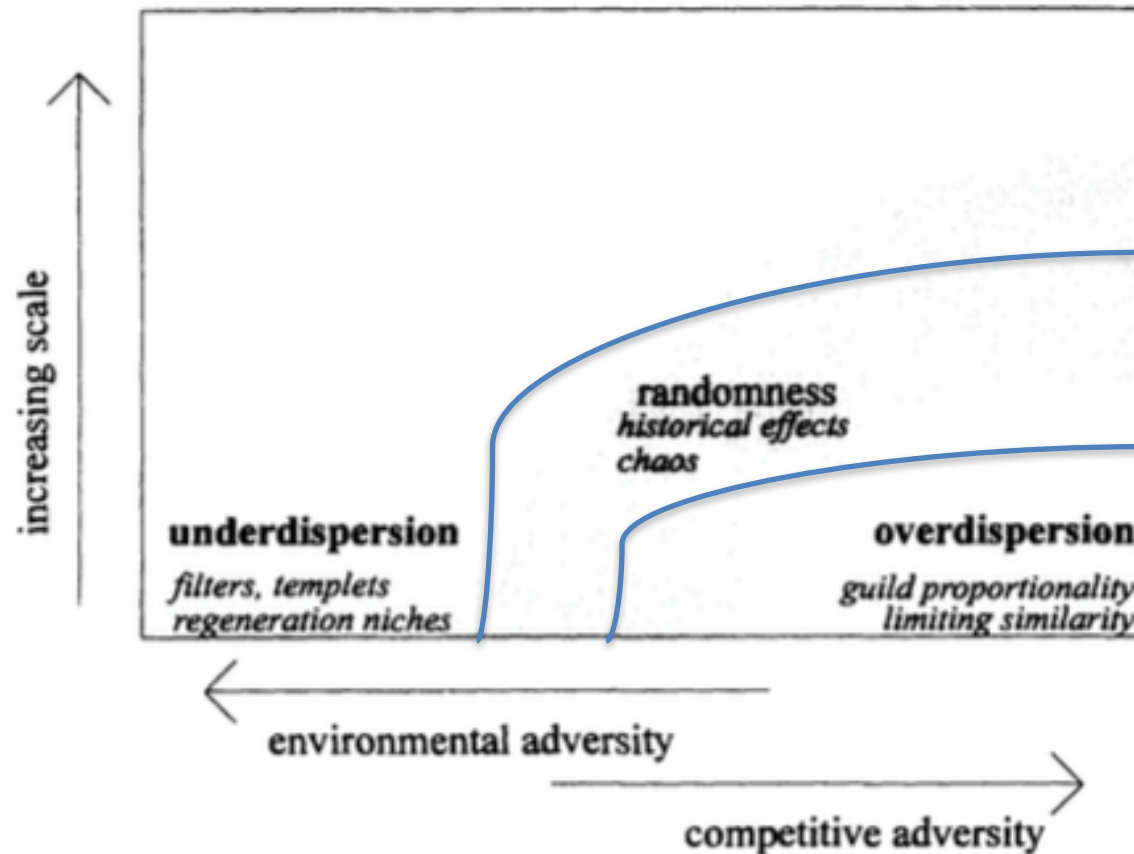 increasing scale
randomness
historical effects
chaos
underdispersion
filters, templets
regeneration niches
overdispersion
guild proportionality
limiting similarity
environmental adversity
competitive adversity